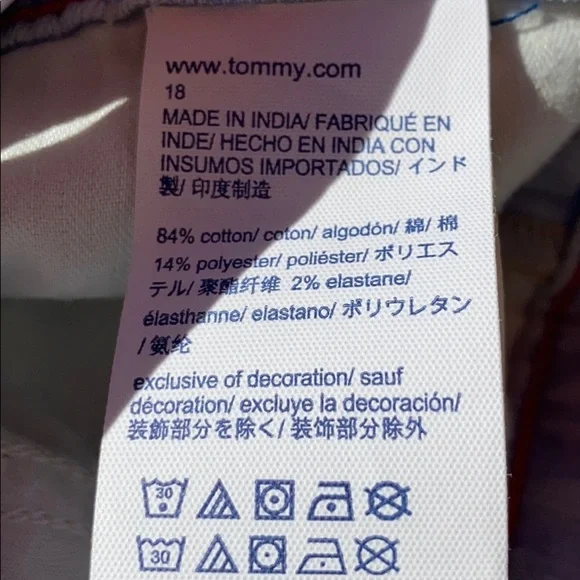 www.tommy.com
18
MADE IN INDIA/ FABRIQUÉ EN
INDE/ HECHO EN INDIA CON
INSUMOS IMPORTADOS/ インド
製/ 印度制造
84% cotton/ coton/ algodón/ 綿/ 棉
14% polyester/ poliéster/ ポリエス
テル/ 聚酯纤维 2% elastane/
élasthanne/ elastano/ ポリウレタン
/ 氨纶
exclusive of decoration/ sauf
décoration/ excluye la decoración/
装飾部分を除く/ 装饰部分除外
30
30